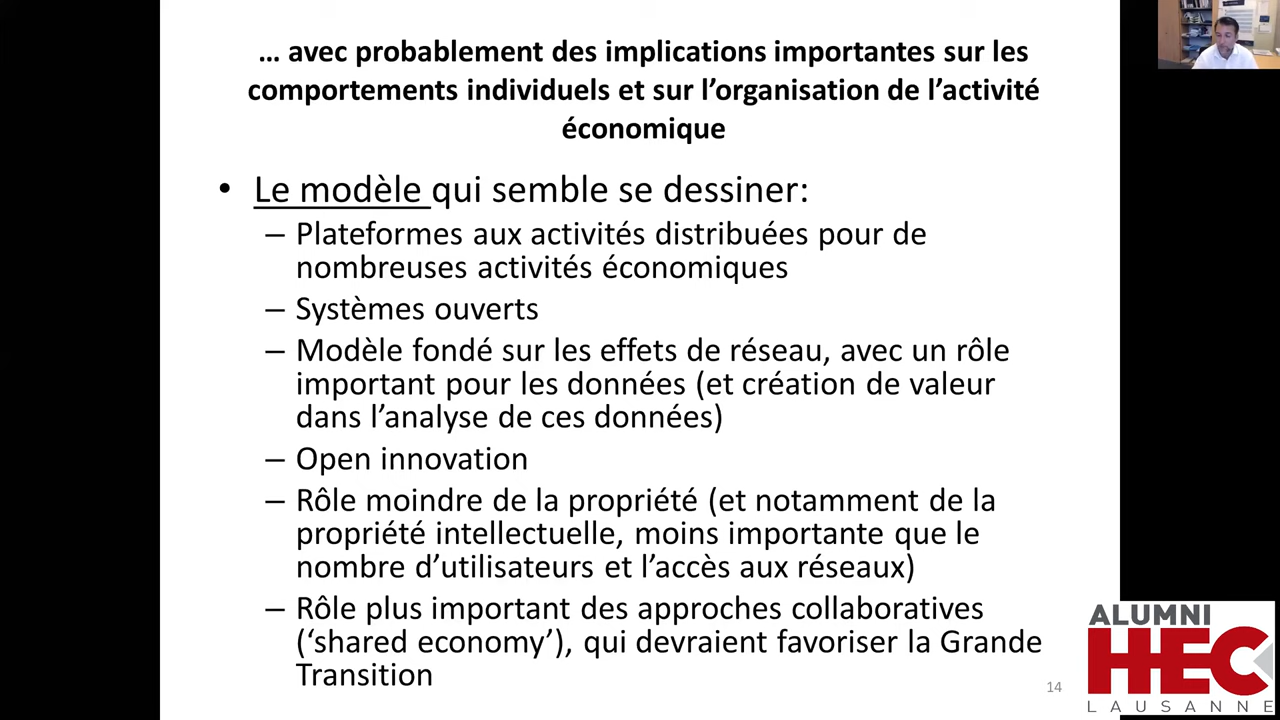 … avec probablement des implications importantes sur les
comportements individuels et sur l’organisation de l’activité
économique
• Le modèle qui semble se dessiner:
– Plateformes aux activités distribuées pour de
nombreuses activités économiques
– Systèmes ouverts
– Modèle fondé sur les effets de réseau, avec un rôle
important pour les données (et création de valeur
dans l’analyse de ces données)
– Open innovation
– Rôle moindre de la propriété (et notamment de la
propriété intellectuelle, moins importante que le
nombre d’utilisateurs et l’accès aux réseaux)
– Rôle plus important des approches collaboratives
(‘shared economy’), qui devraient favoriser la Grande
Transition
14
ALUMNI
HEC
LAUSANNE